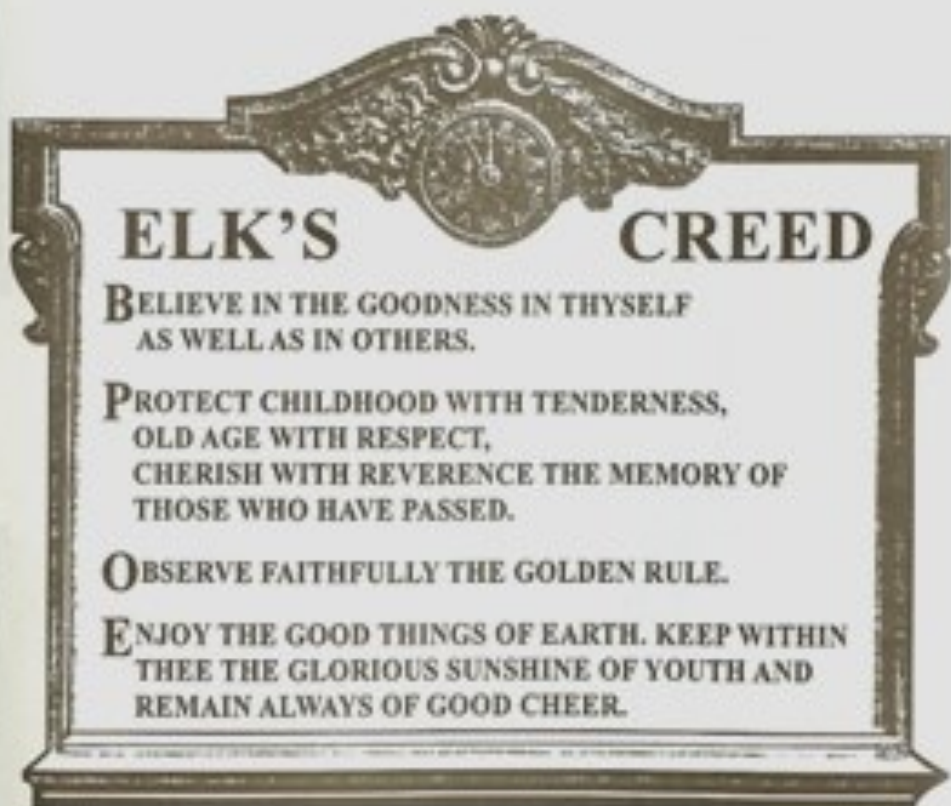 ELK'S CREED
BELIEVE IN THE GOODNESS IN THYSELF
AS WELL AS IN OTHERS.
PROTECT CHILDHOOD WITH TENDERNESS,
OLD AGE WITH RESPECT,
CHERISH WITH REVERENCE THE MEMORY OF
THOSE WHO HAVE PASSED.
OBSERVE FAITHFULLY THE GOLDEN RULE.
ENJOY THE GOOD THINGS OF EARTH. KEEP WITHIN
THEE THE GLORIOUS SUNSHINE OF YOUTH AND
REMAIN ALWAYS OF GOOD CHEER.